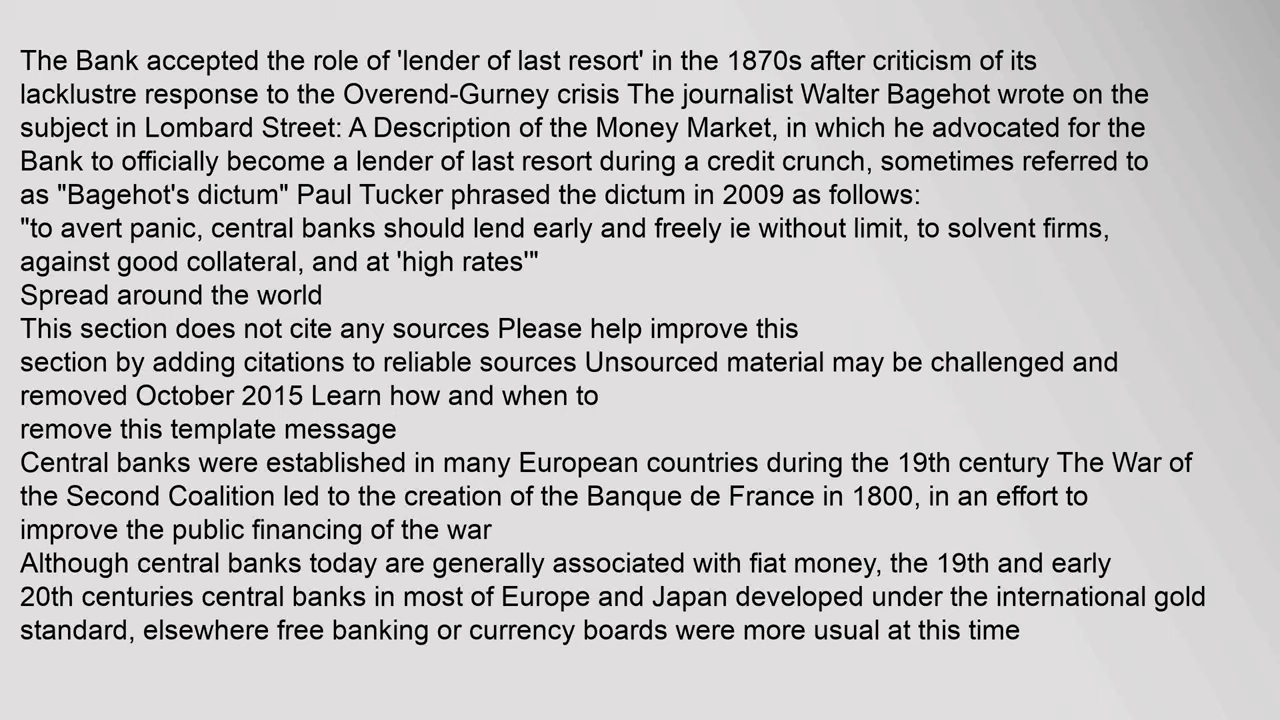 The Bank accepted the role of 'lender of last resort' in the 1870s after criticism of its
lacklustre response to the Overend-Gurney crisis The journalist Walter Bagehot wrote on the
subject in Lombard Street: A Description of the Money Market, in which he advocated for the
Bank to officially become a lender of last resort during a credit crunch, sometimes referred to
as "Bagehot's dictum" Paul Tucker phrased the dictum in 2009 as follows:
"to avert panic, central banks should lend early and freely ie without limit, to solvent firms,
against good collateral, and at 'high rates'"
Spread around the world
This section does not cite any sources Please help improve this
section by adding citations to reliable sources Unsourced material may be challenged and
removed October 2015 Learn how and when to
remove this template message
Central banks were established in many European countries during the 19th century The War of
the Second Coalition led to the creation of the Banque de France in 1800, in an effort to
improve the public financing of the war
Although central banks today are generally associated with fiat money, the 19th and early
20th centuries central banks in most of Europe and Japan developed under the international gold
standard, elsewhere free banking or currency boards were more usual at this time